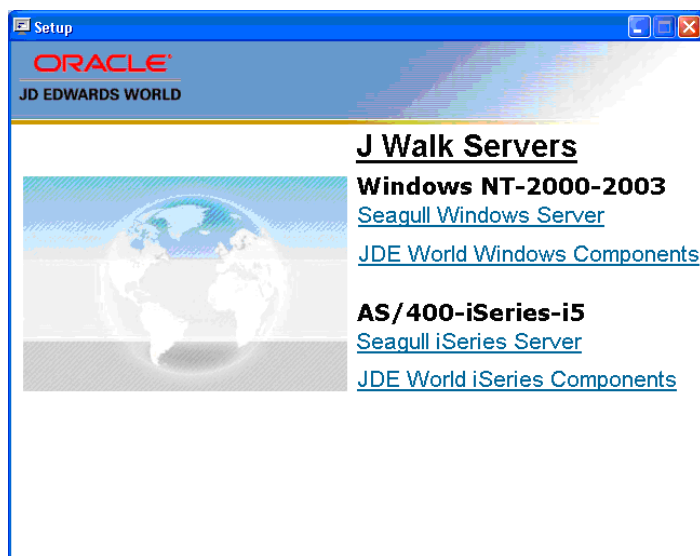 Setup
ORACLE
JD EDWARDS WORLD
J Walk Servers
Windows NT-2000-2003
Seagull Windows Server
JDE World Windows Components
AS/400-iSeries-i5
Seagull iSeries Server
JDE World iSeries Components